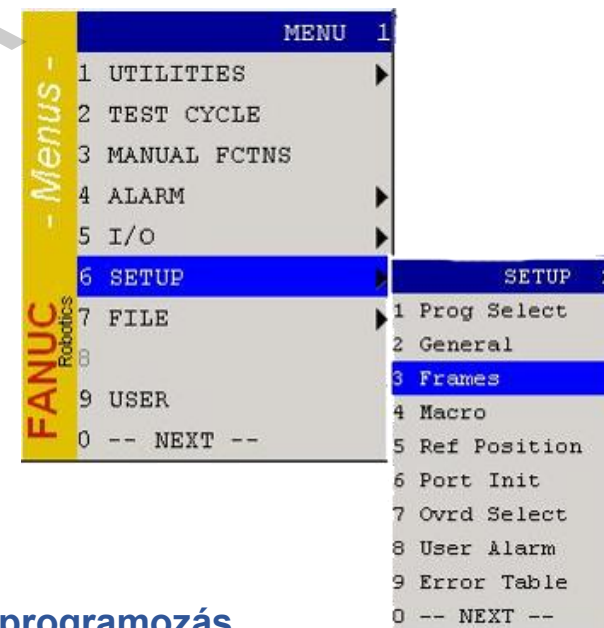 FANUC
Robotics
- Menus -
MENU 1
1 UTILITIES
2 TEST CYCLE
3 MANUAL FCTNS
4 ALARM
5 I/O
6 SETUP
7 FILE
8
9 USER
0 -- NEXT --
SETUP
1 Prog Select
2 General
3 Frames
4 Macro
5 Ref Position
6 Port Init
7 Ovrd Select
8 User Alarm
9 Error Table
0 -- NEXT --
programozás